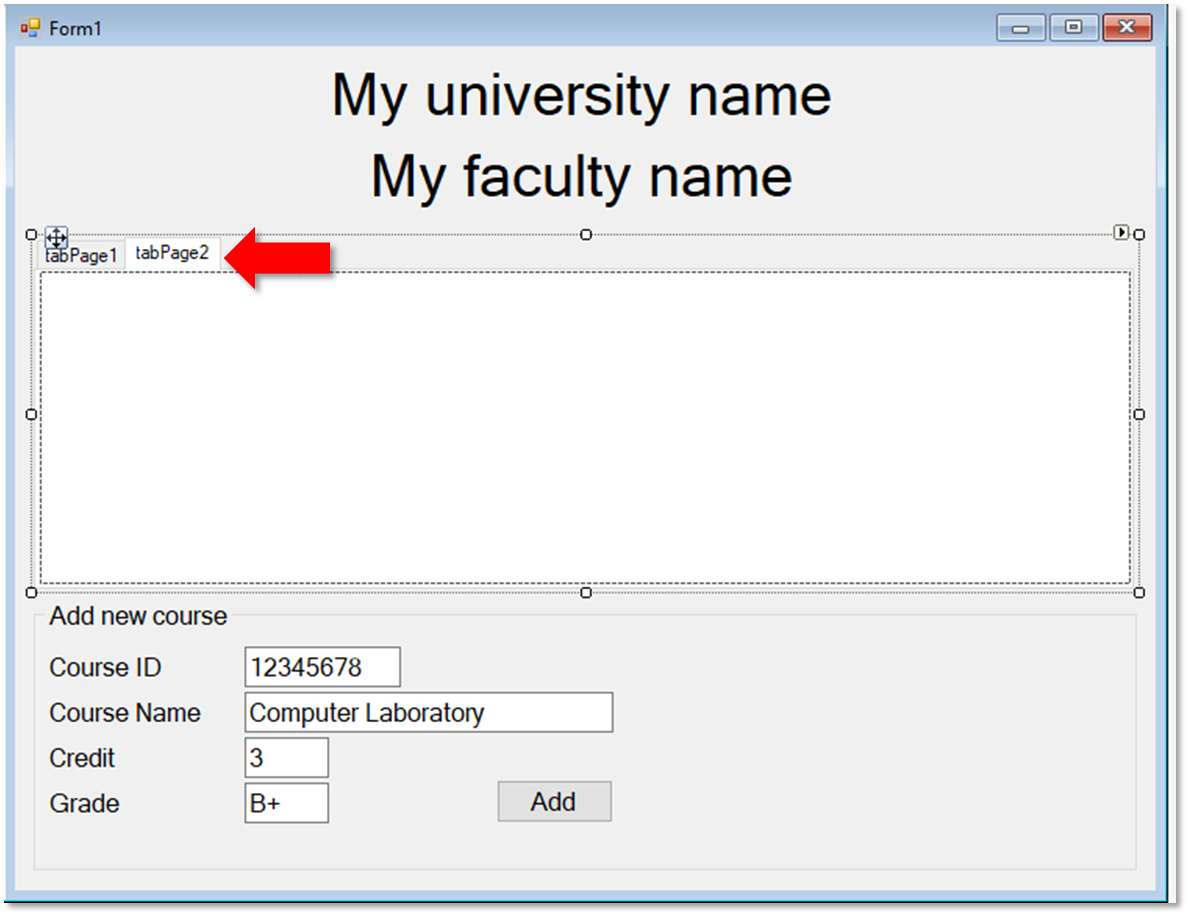 Form1
My university name
My faculty name
tabPage1 tabPage2
Add new course
Course ID 12345678
Course Name Computer Laboratory
Credit 3
Grade B+ Add